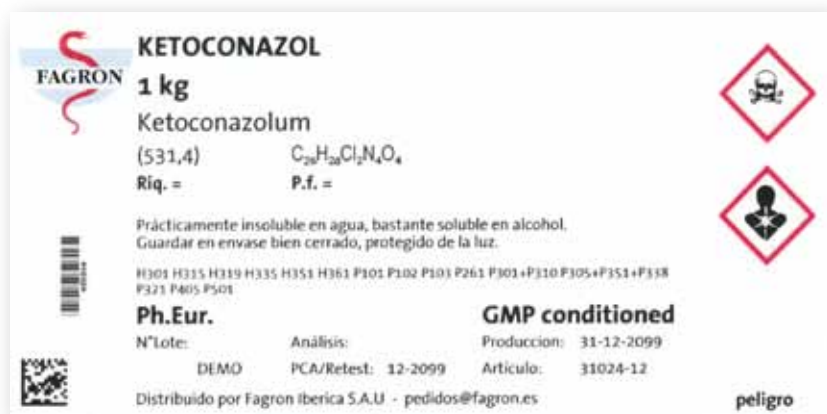 FAGRON
KETOCONAZOL
1 kg
Ketoconazolum
(531,4) C₂₆H₂₈Cl₂N₄O₄
Riq. = P.f. =
Prácticamente insoluble en agua, bastante soluble en alcohol.
Guardar en envase bien cerrado, protegido de la luz.
H301 H315 H319 H335 H351 H361 P101 P102 P103 P261 P301+P310 P305+P351+P338
P321 P405 P501
Ph.Eur. GMP conditioned
N°Lote: Análisis: Produccion: 31-12-2099
DEMO PCA/Retest: 12-2099 Articulo: 31024-12
Distribuido por Fagron Iberica S.A.U - pedidos@fagron.es
peligro